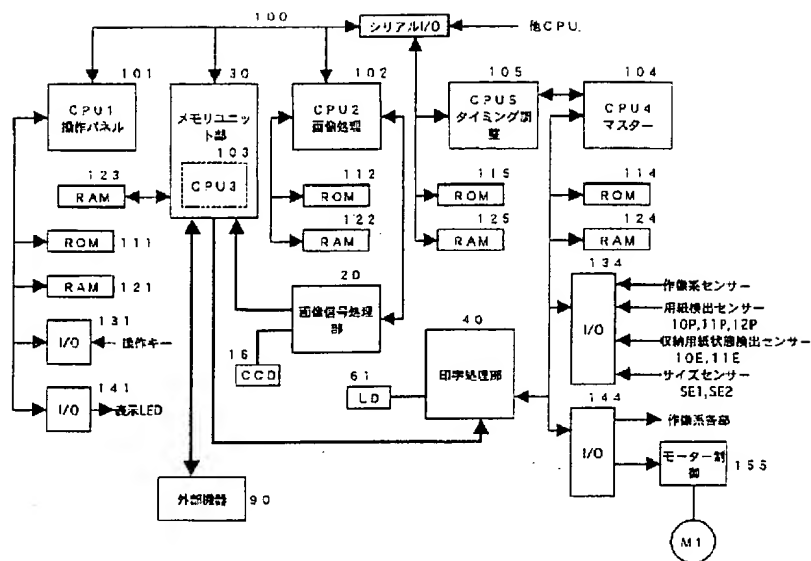 100
シリアルI/O
他CPU.
101
30
102
105
104
CPU1
操作パネル
メモリユニ
ット部
103
CPU3
CPU2
画像処理
CPU5
タイミング調
整
CPU4
マスター
123
RAM
112
ROM
115
ROM
114
ROM
122
RAM
125
RAM
124
RAM
ROM
111
RAM
121
20
画像信号処理
部
134
I/O
作像系センサー
用紙検出センサー
10P,11P,12P
収納用紙状態検出センサー
10E,11E
サイズセンサー
SE1,SE2
131
I/O
操作キー
16
CCD
40
印字処理部
61
LD
141
I/O
表示LED
144
I/O
作像系各部
モーター制
御
155
外部機器
90
M1